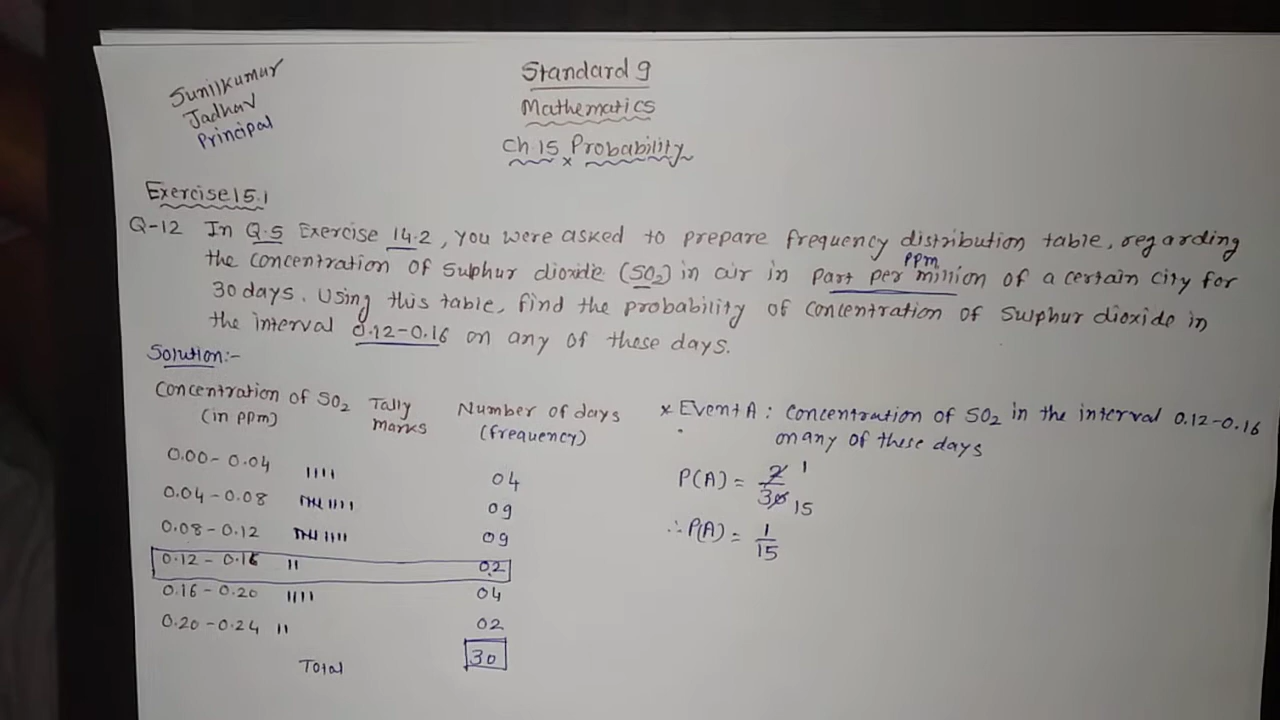 Sunilkumar
Jadhav
Principal
Standard 9
Mathematics
Ch 15 Probability
x
Exercise 15.1
Q-12 In Q.5 Exercise 14.2, you were asked to prepare frequency distribution table, regarding
PPm
the concentration of Sulphur dioxide (SO2) in air in Part per million of a certain city for
30 days. Using this table, find the probability of concentration of Sulphur dioxide in
the interval 0.12-0.16 on any of these days.
Solution:-
Concentration of SO2 Tally Number of days
(in ppm) marks (frequency)
0.00-0.04 |||| 04
0.04-0.08 𝍸 |||| 09
0.08-0.12 𝍸 |||| 09
0.12-0.16 || 02
0.16-0.20 |||| 04
0.20-0.24 || 02
Total 30
* Event A : Concentration of SO2 in the interval 0.12-0.16
on any of these days
P(A) = 2/30 1 15
∴ P(A) = 1/15